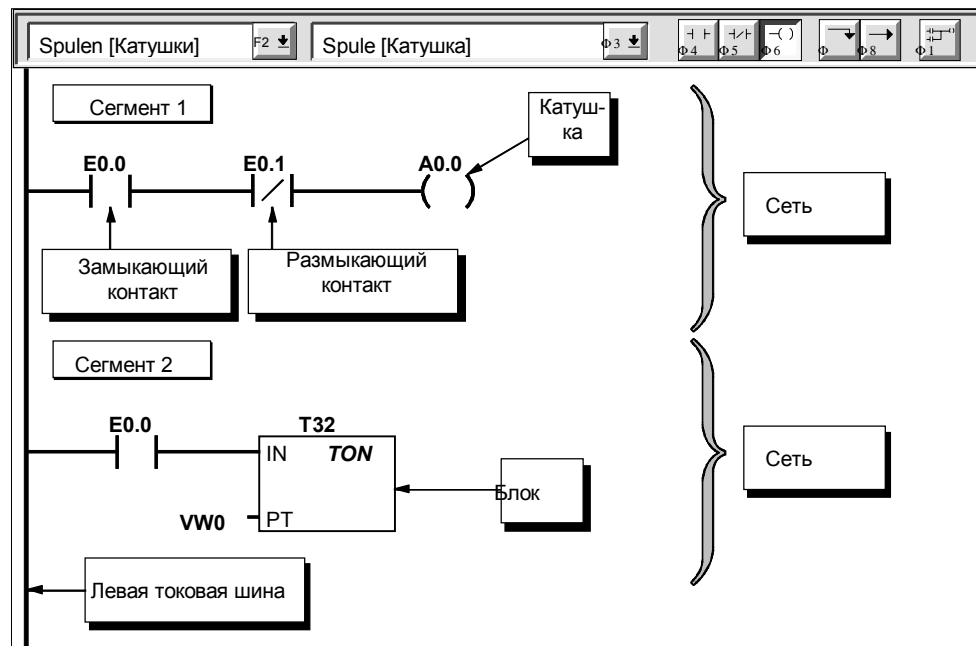 Spulen [Катушки]
F2
Spule [Катушка]
Ф3
Ф4
Ф5
Ф6
Ф
Ф8
Ф1
Сегмент 1
Катуш-
ка
E0.0
E0.1
A0.0
Сеть
Замыкающий
контакт
Размыкающий
контакт
Сегмент 2
E0.0
T32
IN
TON
Сеть
Блок
VW0
PT
Левая токовая шина